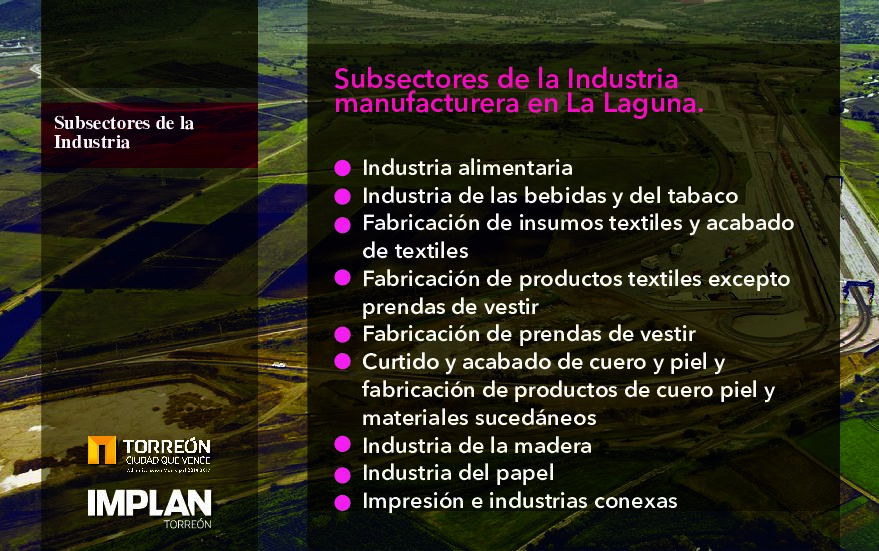 Subsectores de la
Industria
Subsectores de la Industria
manufacturera en La Laguna.
Industria alimentaria
Industria de las bebidas y del tabaco
Fabricación de insumos textiles y acabado
de textiles
Fabricación de productos textiles excepto
prendas de vestir
Fabricación de prendas de vestir
Curtido y acabado de cuero y piel y
fabricación de productos de cuero piel y
materiales sucedáneos
Industria de la madera
Industria del papel
Impresión e industrias conexas
TORREÓN
CIUDAD QUE VENCE
IMPLAN
TORREÓN